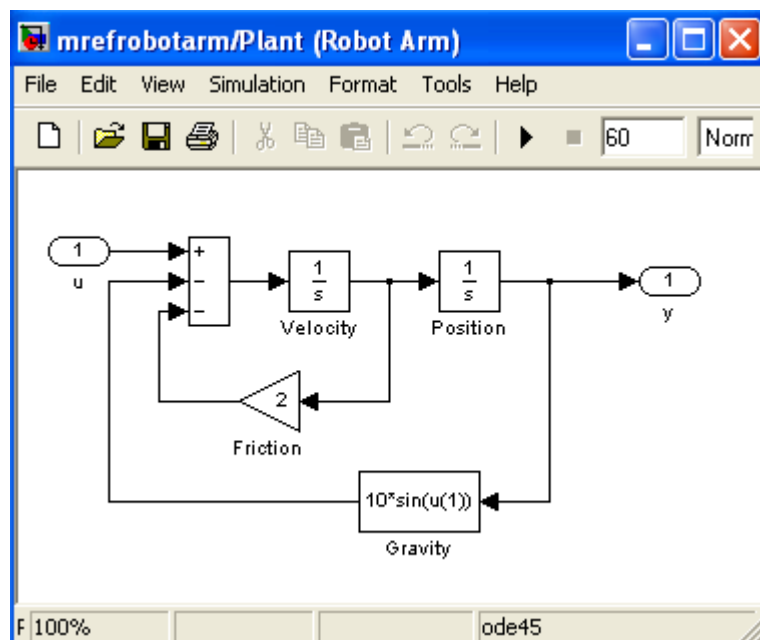 mrefrobotarm/Plant (Robot Arm)
File Edit View Simulation Format Tools Help
60 Norm
1
u
+
−
−
1
s
Velocity
1
s
Position
1
y
2
Friction
10*sin(u(1))
Gravity
F 100% ode45